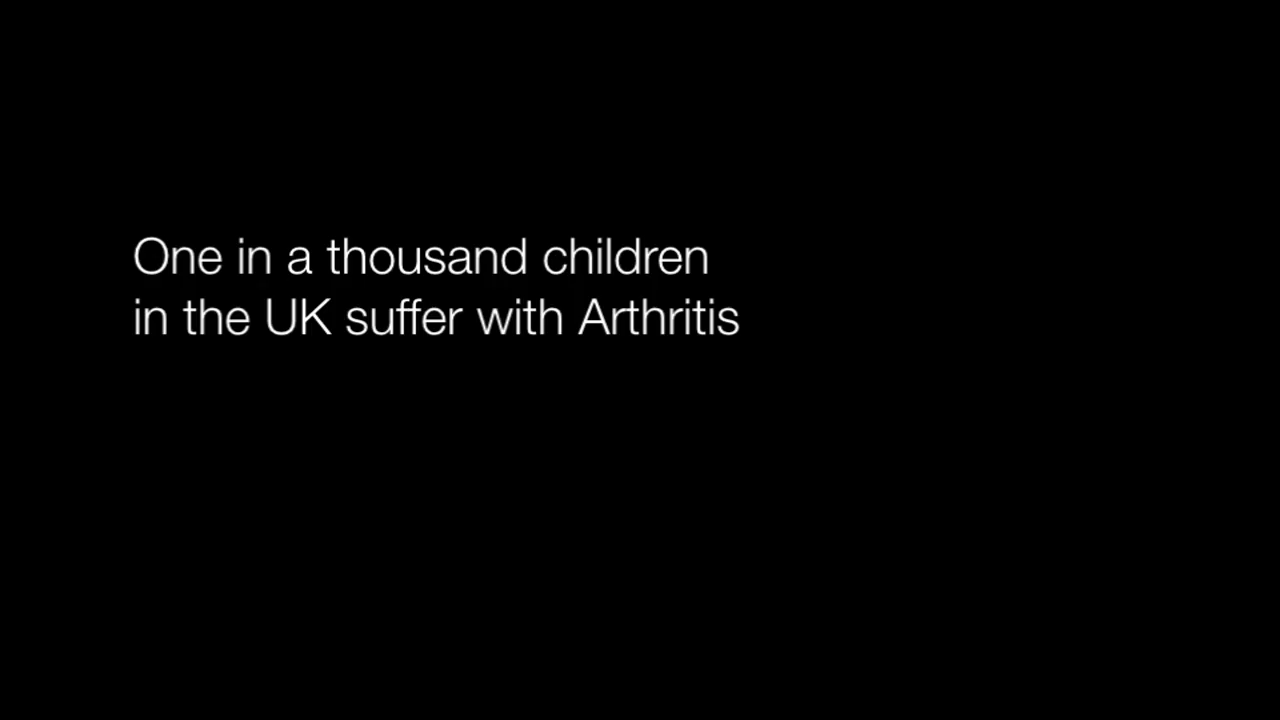 One in a thousand children
in the UK suffer with Arthritis